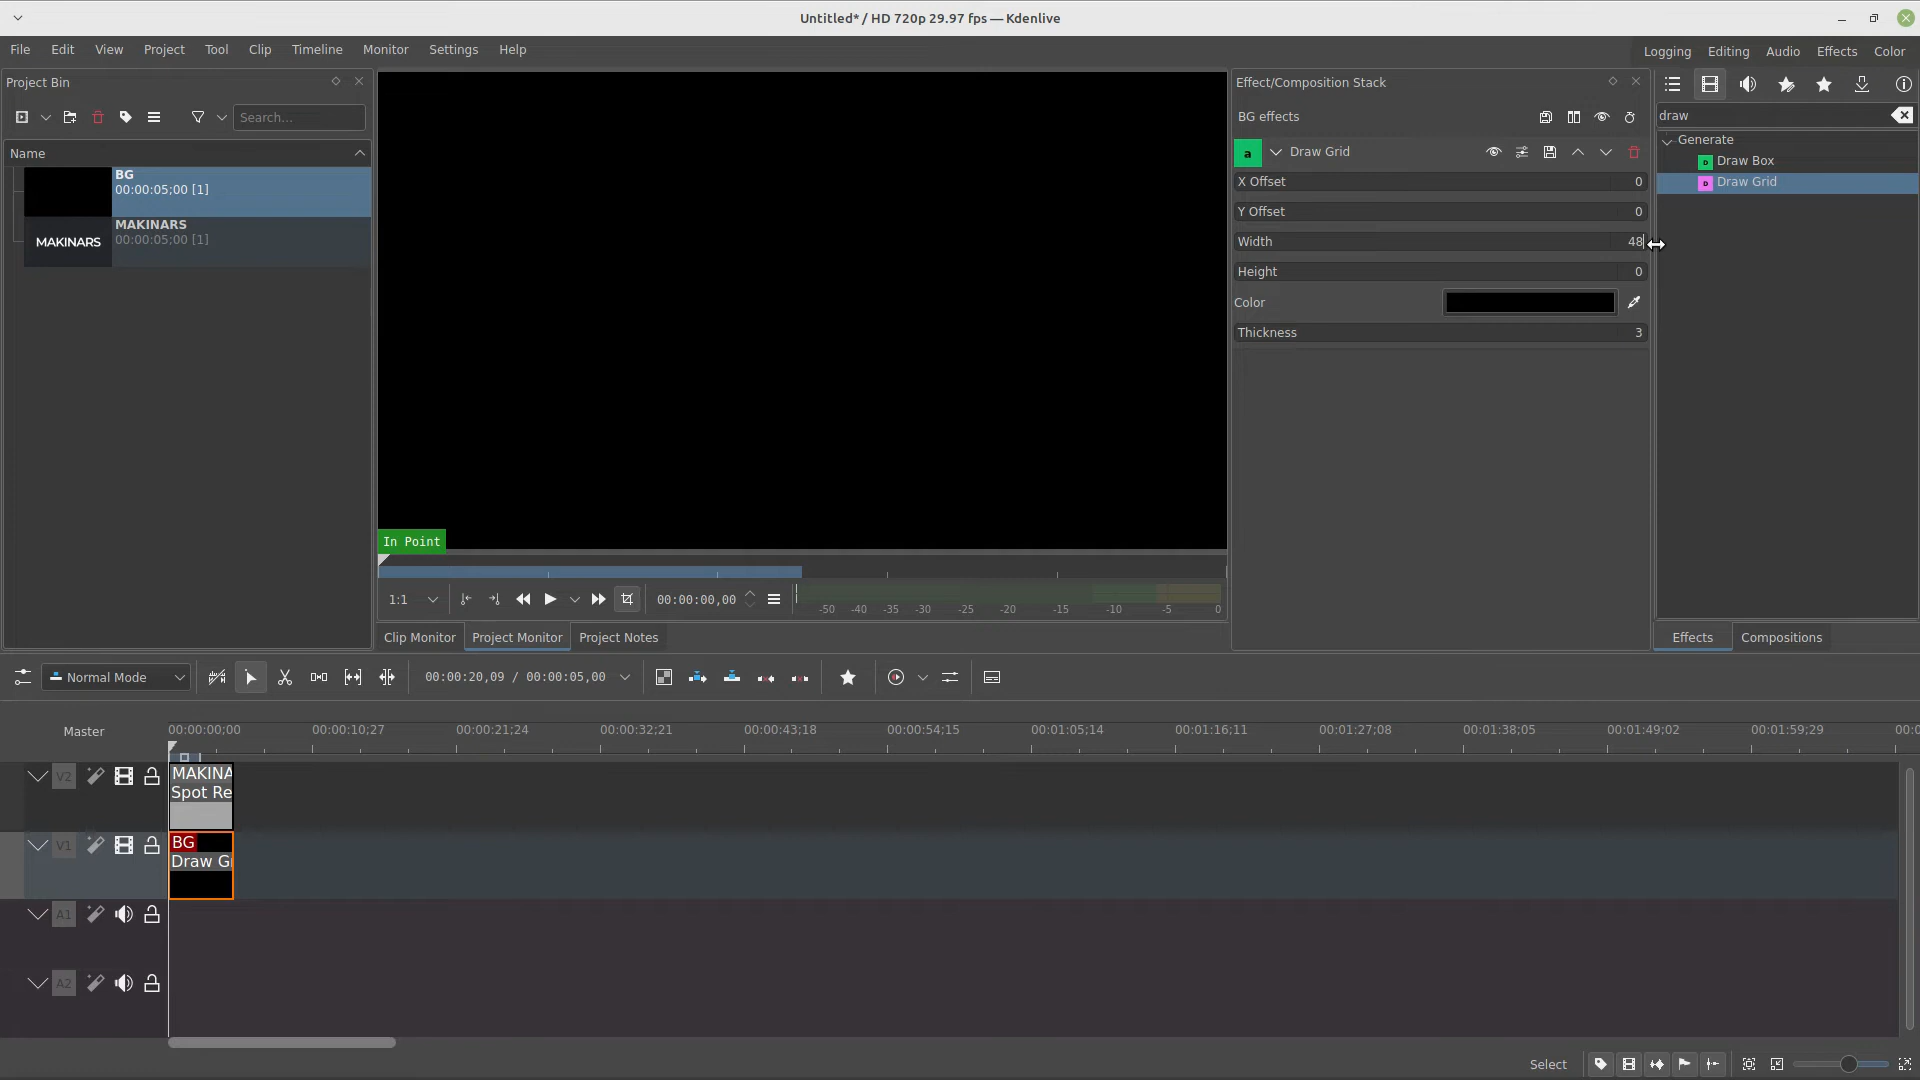 Untitled* / HD 720p 29.97 fps — Kdenlive
File Edit View Project Tool Clip Timeline Monitor Settings Help
Logging Editing Audio Effects Color
Project Bin
Search...
Name
BG
00:00:05;00 [1]
MAKINARS
MAKINARS
00:00:05;00 [1]
In Point
1:1
00:00:00,00
-50 -40 -35 -30 -25 -20 -15 -10 -5 0
Clip Monitor Project Monitor Project Notes
Effect/Composition Stack
BG effects
a Draw Grid
X Offset 0
Y Offset 0
Width 48
Height 0
Color
Thickness 3
draw
Generate
D Draw Box
D Draw Grid
Effects Compositions
Normal Mode
00:00:20,09 / 00:00:05,00
Master
00:00:00;00 00:00:10;27 00:00:21;24 00:00:32;21 00:00:43;18 00:00:54;15 00:01:05;14 00:01:16;11 00:01:27;08 00:01:38;05 00:01:49;02 00:01:59;29 00:0
V2
MAKINA
Spot Re
V1
BG
Draw G
A1
A2
Select